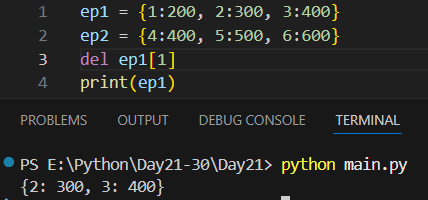 1 ep1 = {1:200, 2:300, 3:400}
2 ep2 = {4:400, 5:500, 6:600}
3 del ep1[1]
4 print(ep1)
PROBLEMS OUTPUT DEBUG CONSOLE TERMINAL
PS E:\Python\Day21-30\Day21> python main.py
{2: 300, 3: 400}